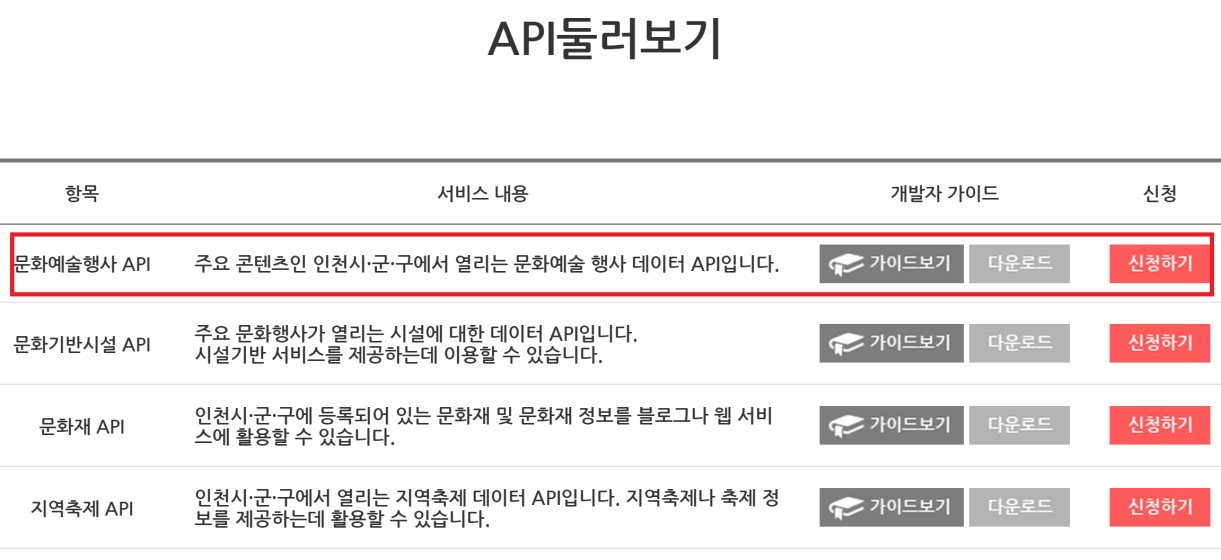 API둘러보기
항목 서비스 내용 개발자 가이드 신청
문화예술행사 API 주요 콘텐츠인 인천시·군·구에서 열리는 문화예술 행사 데이터 API입니다. 가이드보기 다운로드 신청하기
문화기반시설 API 주요 문화행사가 열리는 시설에 대한 데이터 API입니다.
시설기반 서비스를 제공하는데 이용할 수 있습니다. 가이드보기 다운로드 신청하기
문화재 API 인천시·군·구에 등록되어 있는 문화재 및 문화재 정보를 블로그나 웹 서비
스에 활용할 수 있습니다. 가이드보기 다운로드 신청하기
지역축제 API 인천시·군·구에서 열리는 지역축제 데이터 API입니다. 지역축제나 축제 정
보를 제공하는데 활용할 수 있습니다. 가이드보기 다운로드 신청하기